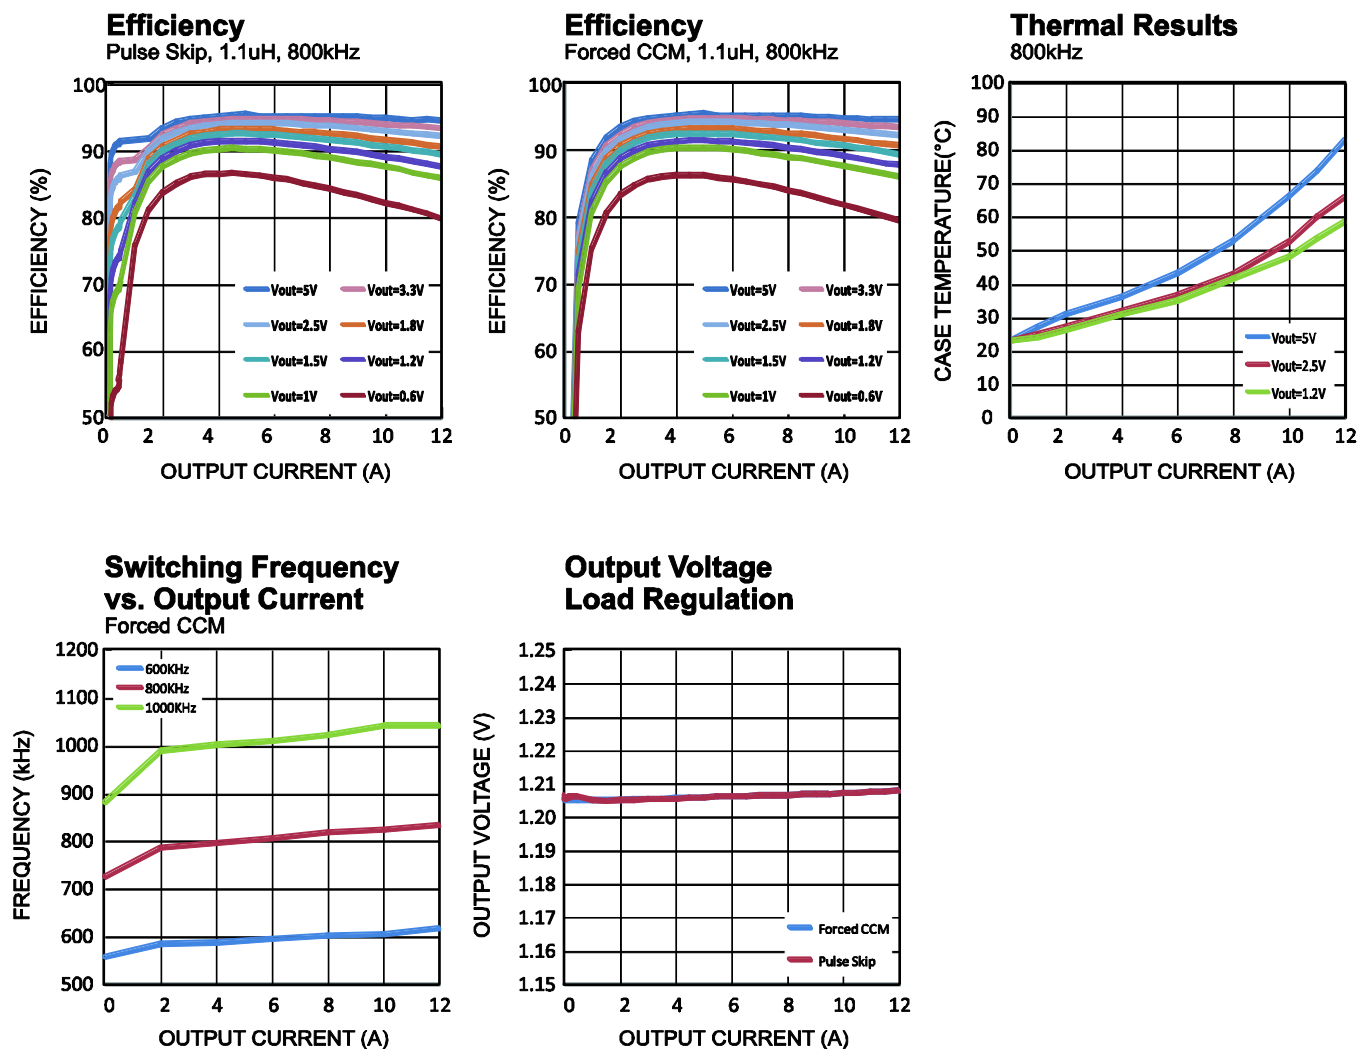 Efficiency
Pulse Skip, 1.1uH, 800kHz
EFFICIENCY (%)
100
90
80
70
60
50
Vout=5V
Vout=3.3V
Vout=2.5V
Vout=1.8V
Vout=1.5V
Vout=1.2V
Vout=1V
Vout=0.6V
0 2 4 6 8 10 12
OUTPUT CURRENT (A)
Efficiency
Forced CCM, 1.1uH, 800kHz
EFFICIENCY (%)
100
90
80
70
60
50
Vout=5V
Vout=3.3V
Vout=2.5V
Vout=1.8V
Vout=1.5V
Vout=1.2V
Vout=1V
Vout=0.6V
0 2 4 6 8 10 12
OUTPUT CURRENT (A)
Thermal Results
800kHz
CASE TEMPERATURE(°C)
100
90
80
70
60
50
40
30
20
10
0
Vout=5V
Vout=2.5V
Vout=1.2V
0 2 4 6 8 10 12
OUTPUT CURRENT (A)
Switching Frequency
vs. Output Current
Forced CCM
FREQUENCY (kHz)
1200
1100
1000
900
800
700
600
500
600KHz
800KHz
1000KHz
0 2 4 6 8 10 12
OUTPUT CURRENT (A)
Output Voltage
Load Regulation
OUTPUT VOLTAGE (V)
1.25
1.24
1.23
1.22
1.21
1.20
1.19
1.18
1.17
1.16
1.15
Forced CCM
Pulse Skip
0 2 4 6 8 10 12
OUTPUT CURRENT (A)